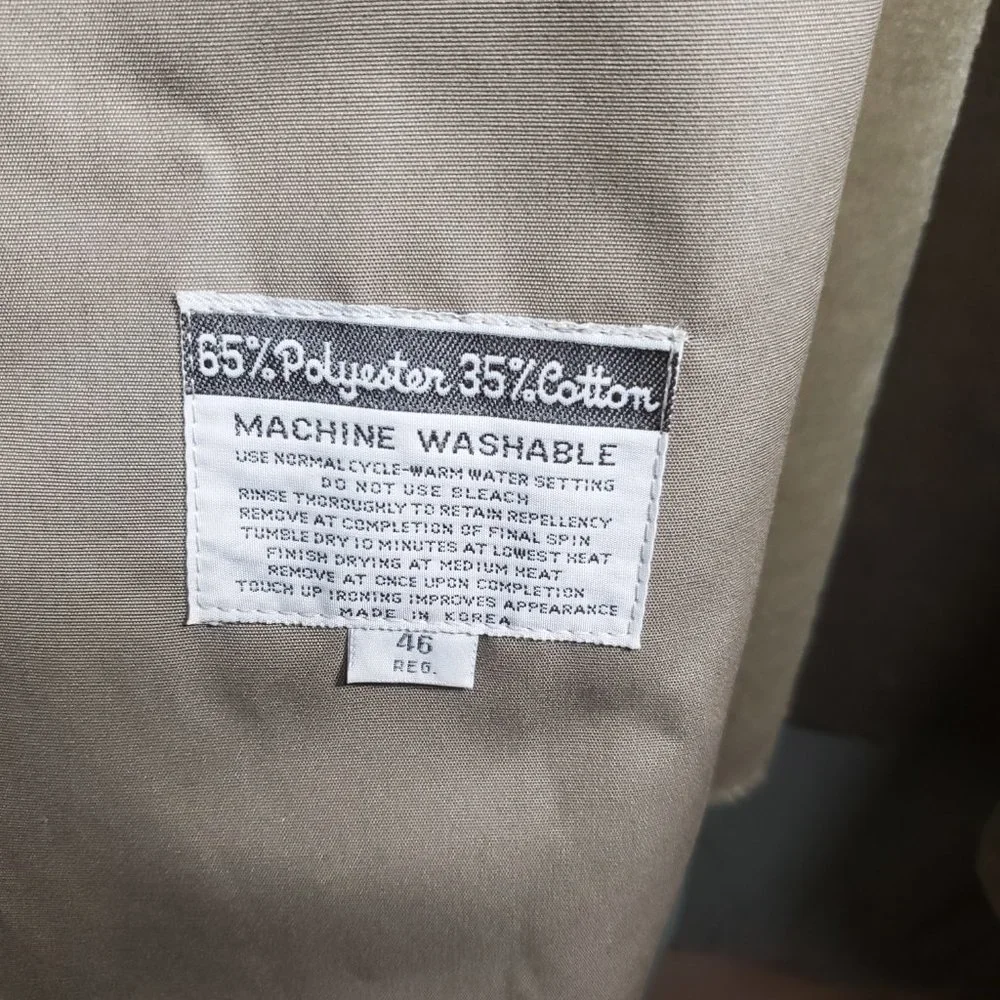 65% Polyester 35% Cotton
MACHINE WASHABLE
USE NORMAL CYCLE-WARM WATER SETTING
DO NOT USE BLEACH
RINSE THOROUGHLY TO RETAIN REPELLENCY
REMOVE AT COMPLETION OF FINAL SPIN
TUMBLE DRY 10 MINUTES AT LOWEST HEAT
FINISH DRYING AT MEDIUM HEAT
REMOVE AT ONCE UPON COMPLETION
TOUCH UP IRONING IMPROVES APPEARANCE
MADE IN KOREA
46
REG.